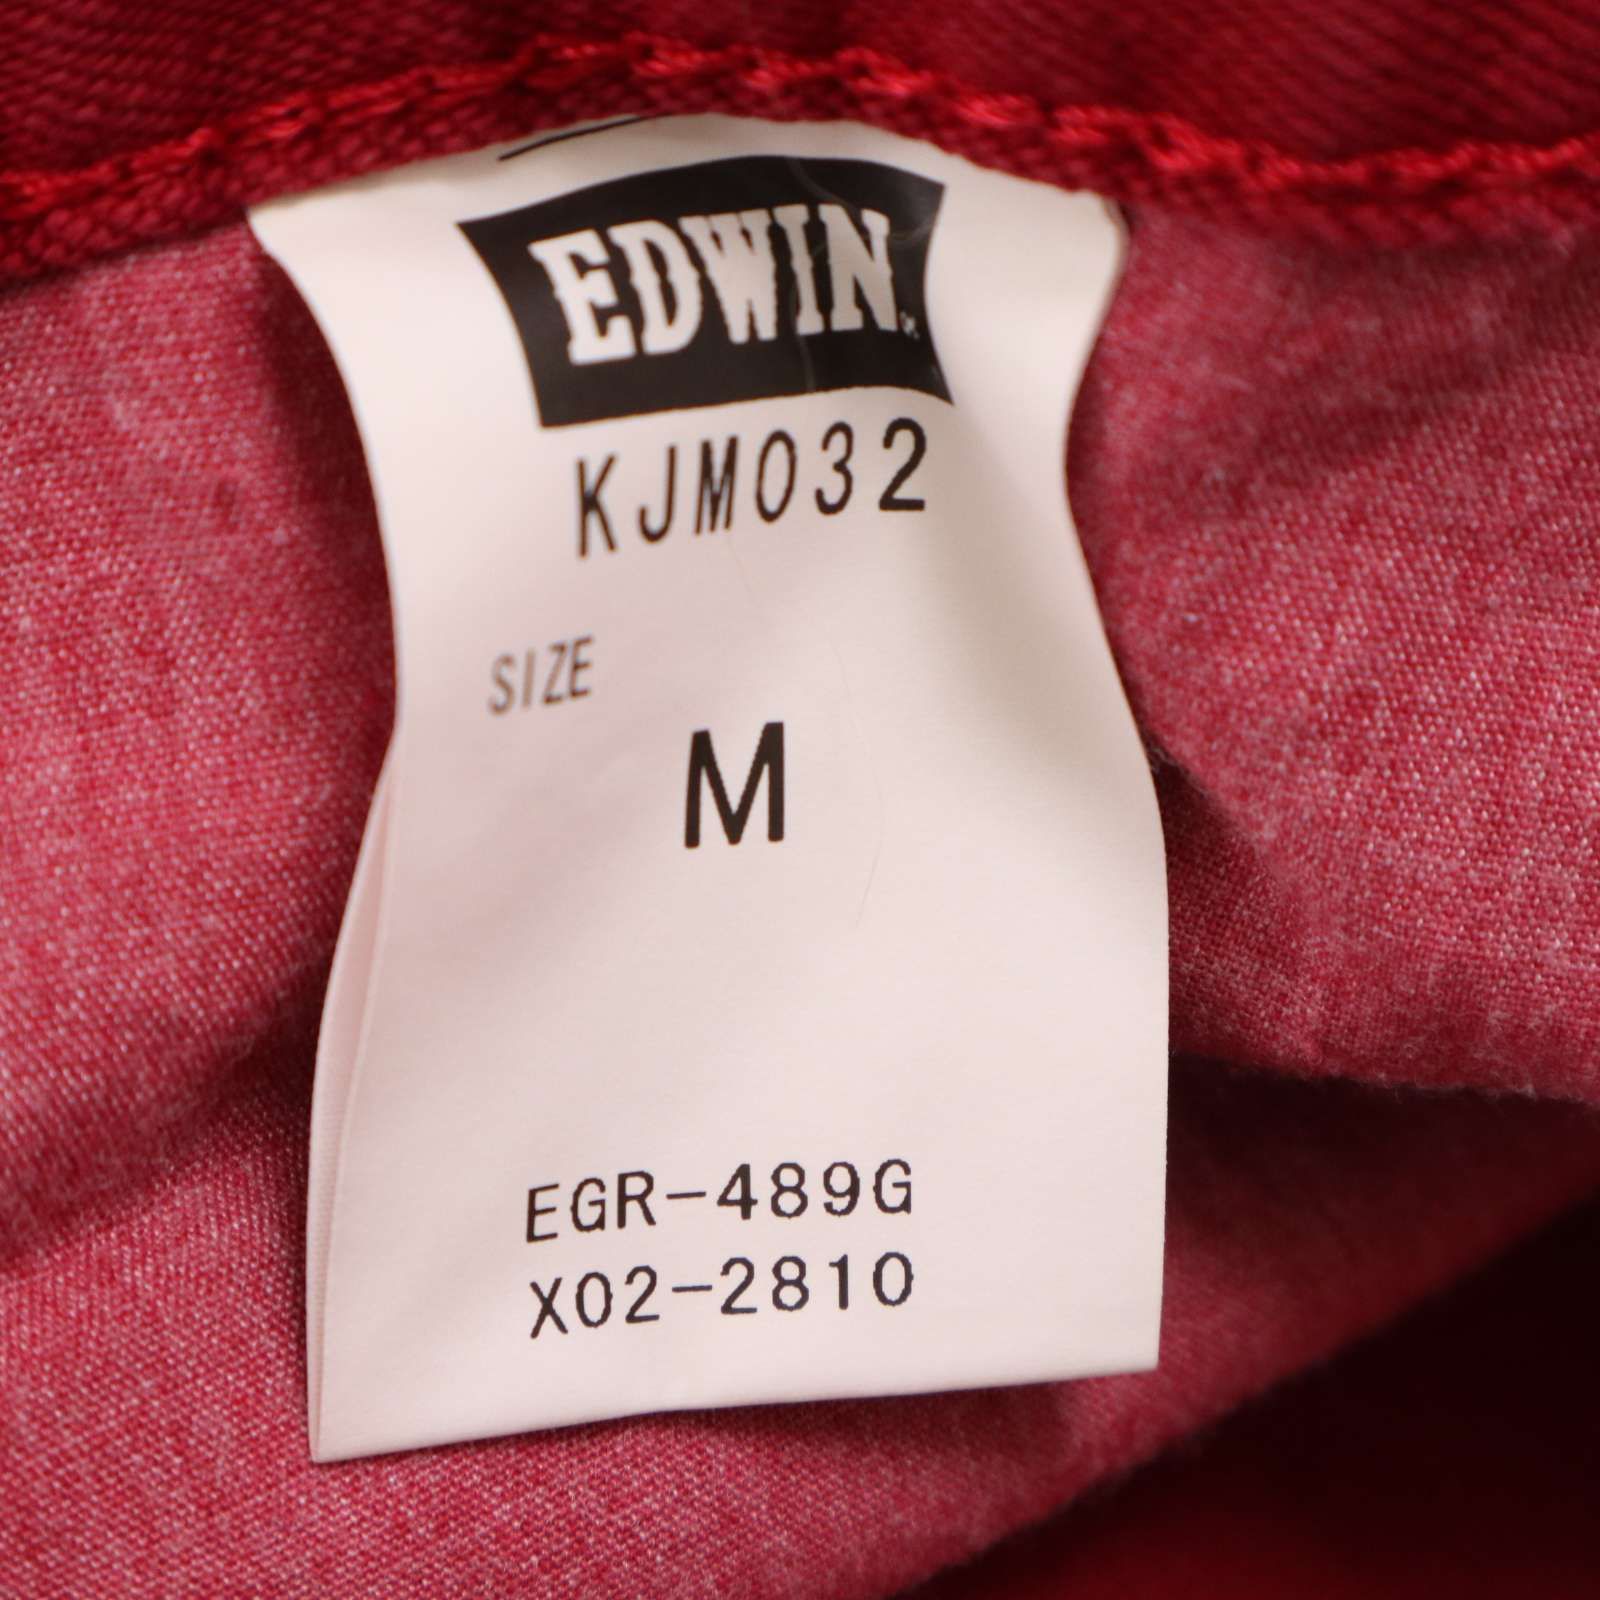 EDWIN
KJM032
SIZE
M
EGR-489G
X02-2810